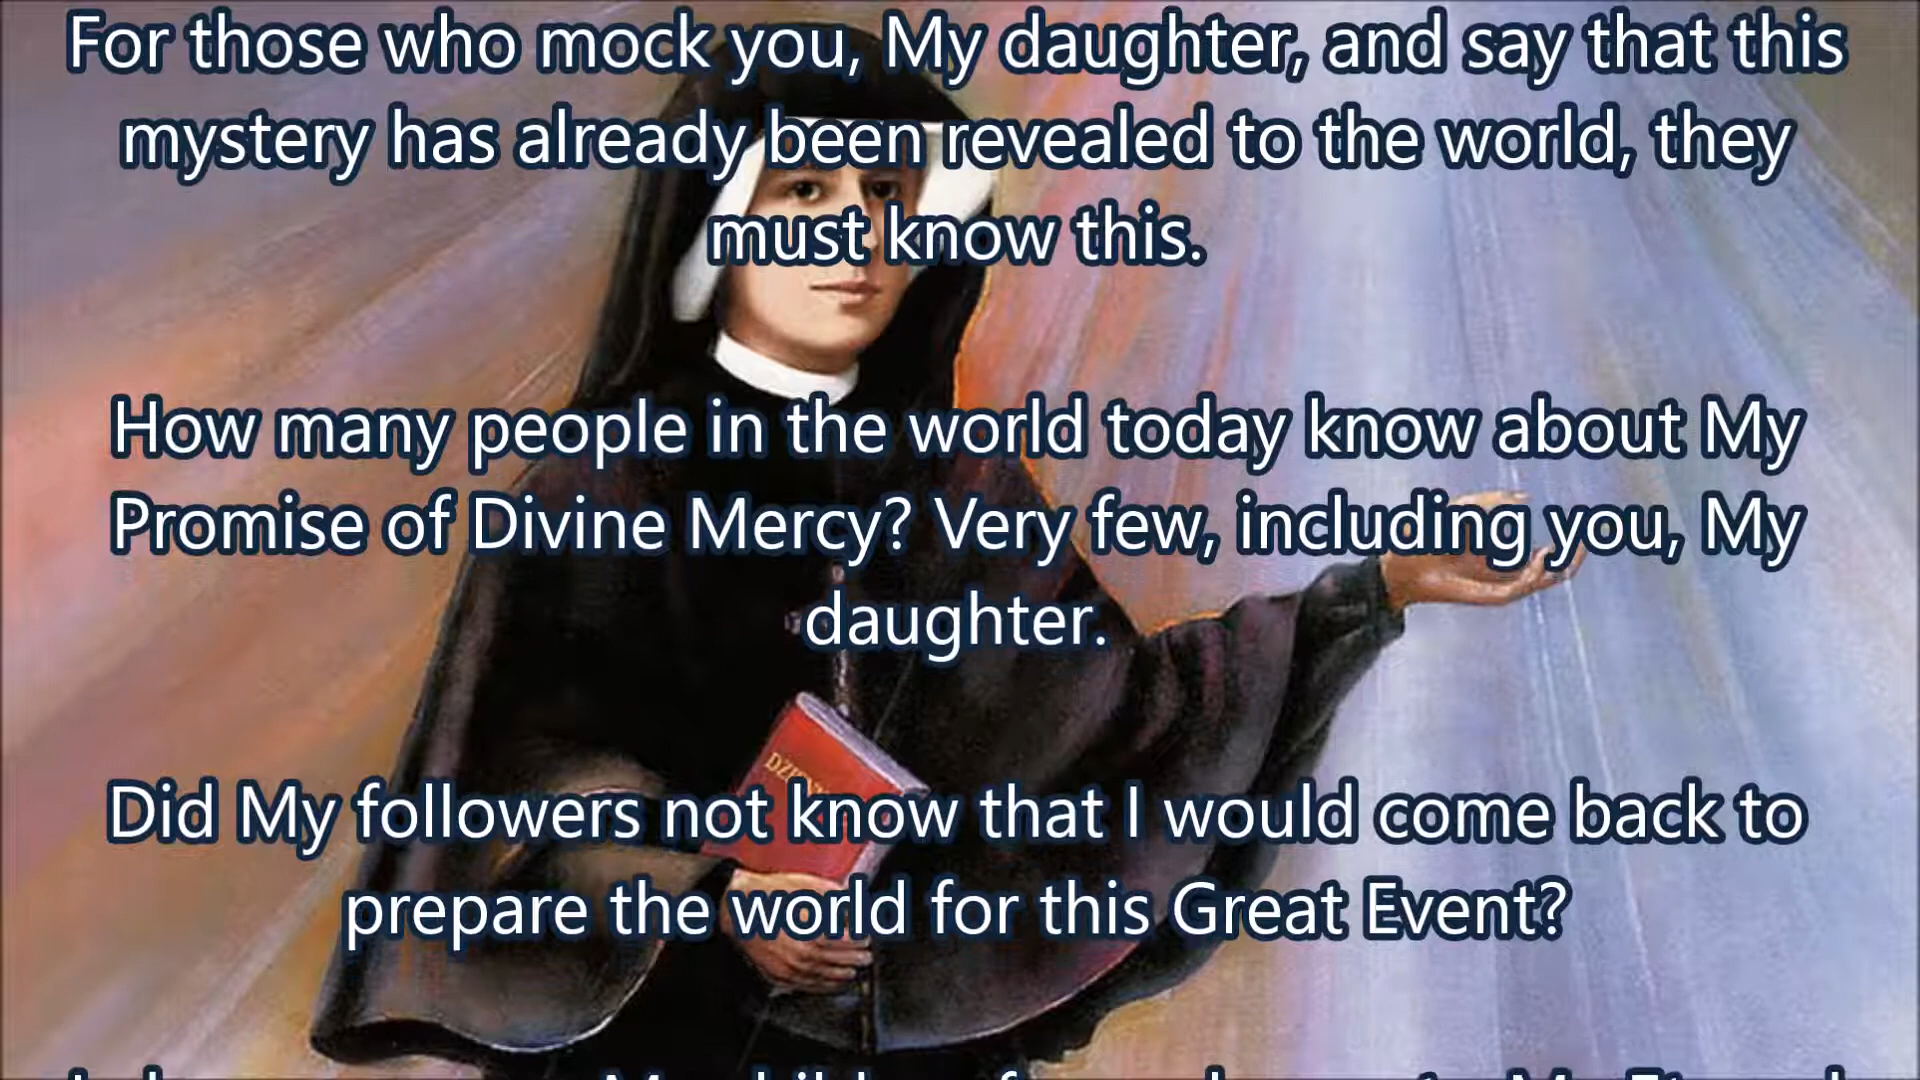 For those who mock you, My daughter, and say that this
mystery has already been revealed to the world, they
must know this.
How many people in the world today know about My
Promise of Divine Mercy? Very few, including you, My
daughter.
Did My followers not know that I would come back to
prepare the world for this Great Event?